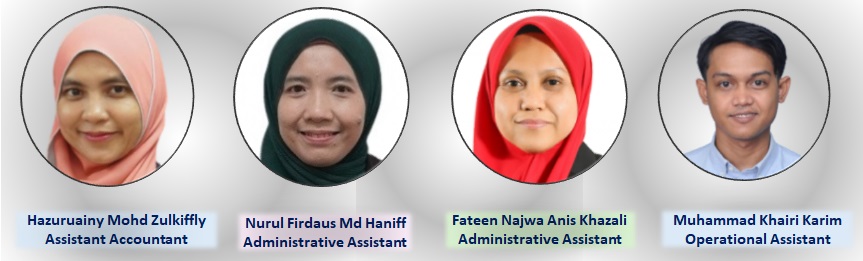 Hazuruainy Mohd Zulkiffly
Assistant Accountant
Nurul Firdaus Md Haniff
Administrative Assistant
Fateen Najwa Anis Khazali
Administrative Assistant
Muhammad Khairi Karim
Operational Assistant